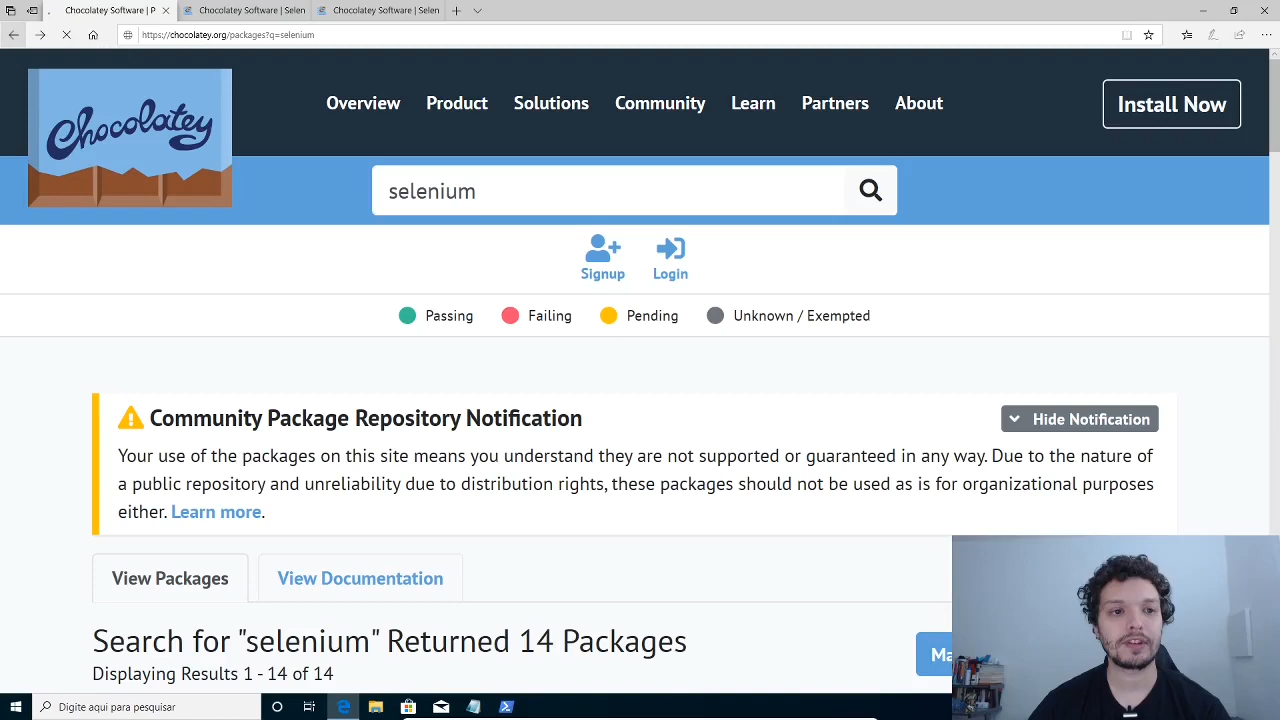 Chocolatey Software | P
Chocolatey Software | Selen
Chocolatey Software | Selen
https://chocolatey.org/packages?q=selenium
Chocolatey
Overview
Product
Solutions
Community
Learn
Partners
About
Install Now
selenium
Signup
Login
Passing
Failing
Pending
Unknown / Exempted
Community Package Repository Notification
Hide Notification
Your use of the packages on this site means you understand they are not supported or guaranteed in any way. Due to the nature of
a public repository and unreliability due to distribution rights, these packages should not be used as is for organizational purposes
either. Learn more.
View Packages
View Documentation
Search for "selenium" Returned 14 Packages
Displaying Results 1 - 14 of 14
Ma
Digite aqui para pesquisar